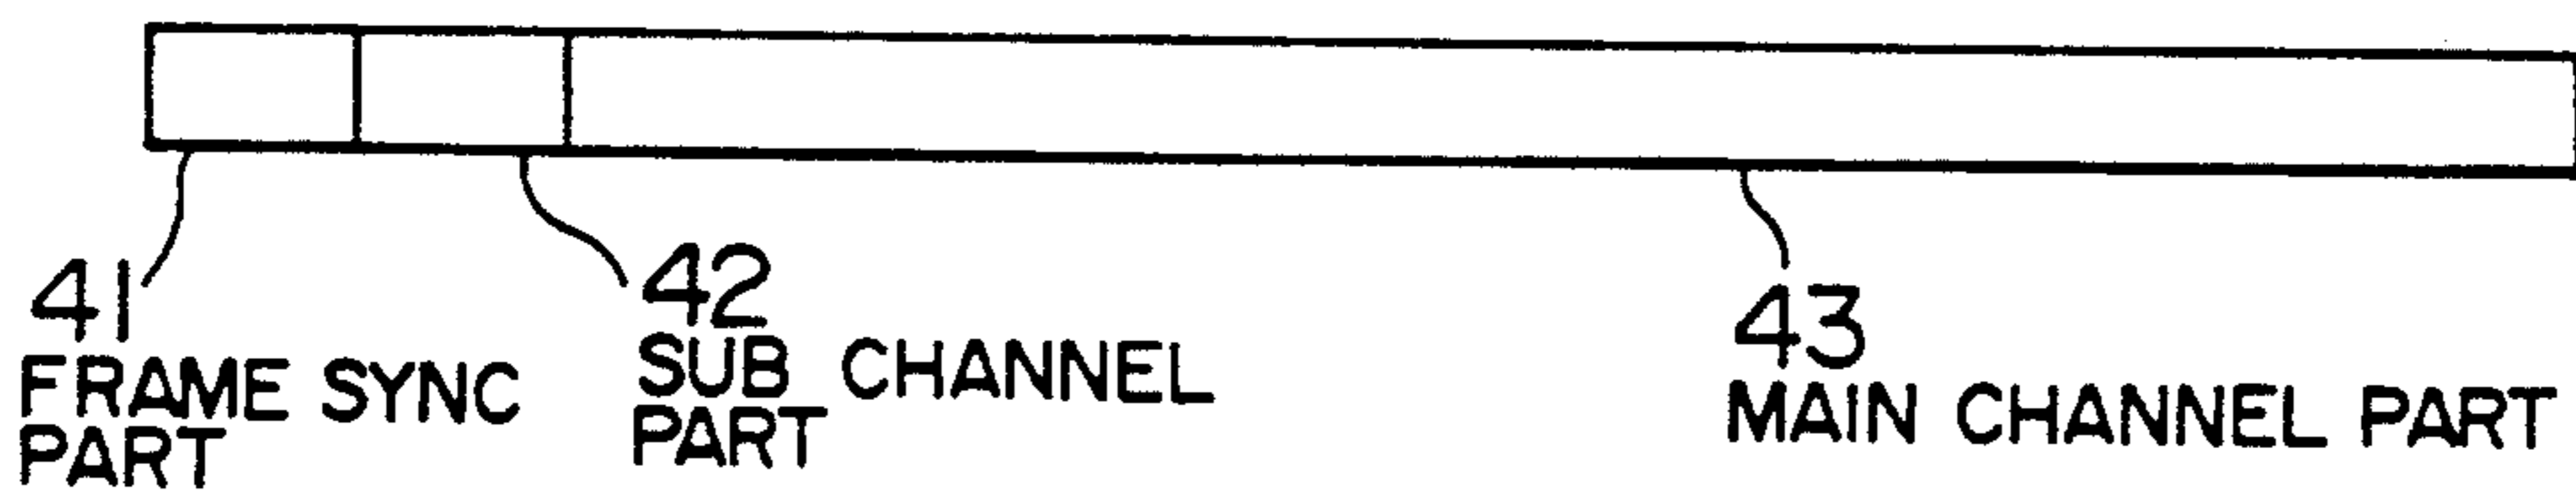 41
FRAME SYNC
PART
42
SUB CHANNEL
PART
43
MAIN CHANNEL PART